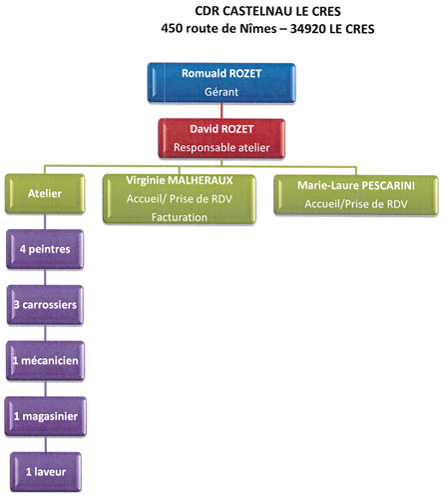 CDR CASTELNAU LE CRES
450 route de Nîmes – 34920 LE CRES
Romuald ROZET
Gérant
David ROZET
Responsable atelier
Atelier
Virginie MALHERAUX
Accueil/ Prise de RDV
Facturation
Marie-Laure PESCARINI
Accueil/Prise de RDV
4 peintres
3 carrossiers
1 mécanicien
1 magasinier
1 laveur